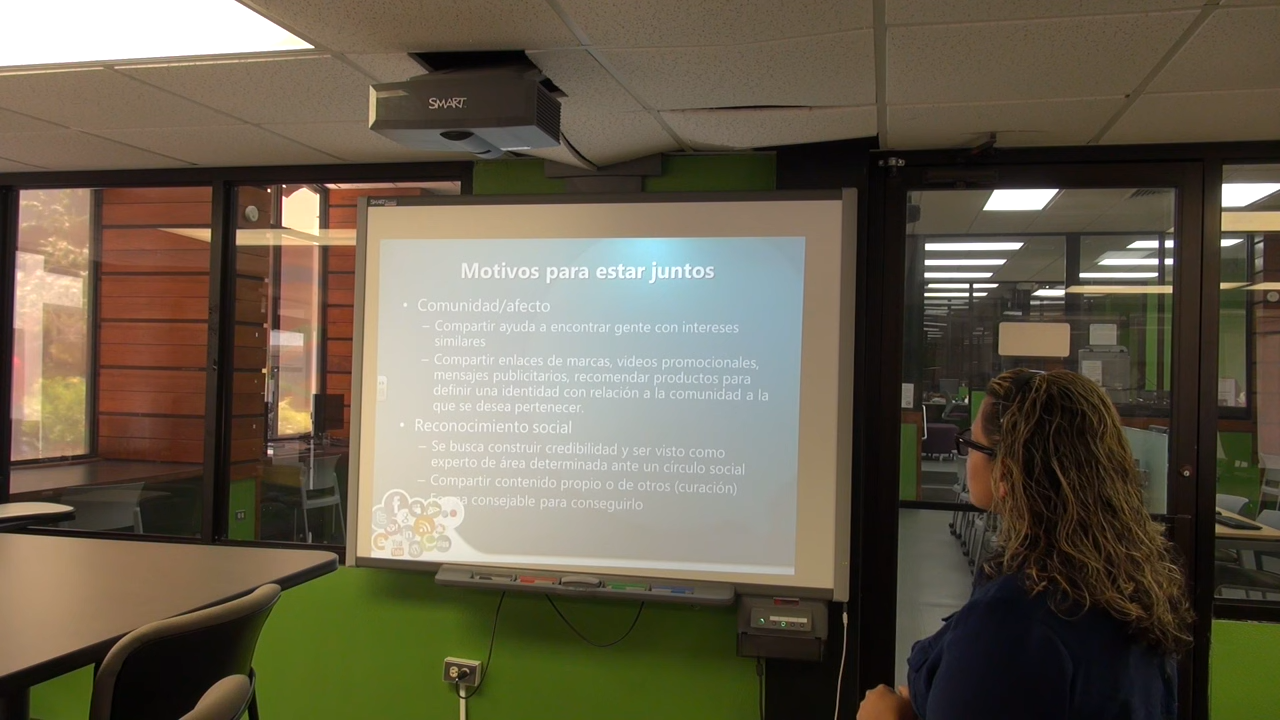 SMART
SMART
Motivos para estar juntos
• Comunidad/afecto
– Compartir ayuda a encontrar gente con intereses
similares
– Compartir enlaces de marcas, videos promocionales,
mensajes publicitarios, recomendar productos para
definir una identidad con relación a la comunidad a la
que se desea pertenecer.
• Reconocimiento social
– Se busca construir credibilidad y ser visto como
experto de área determinada ante un círculo social
– Compartir contenido propio o de otros (curación)
– Forma consejable para conseguirlo